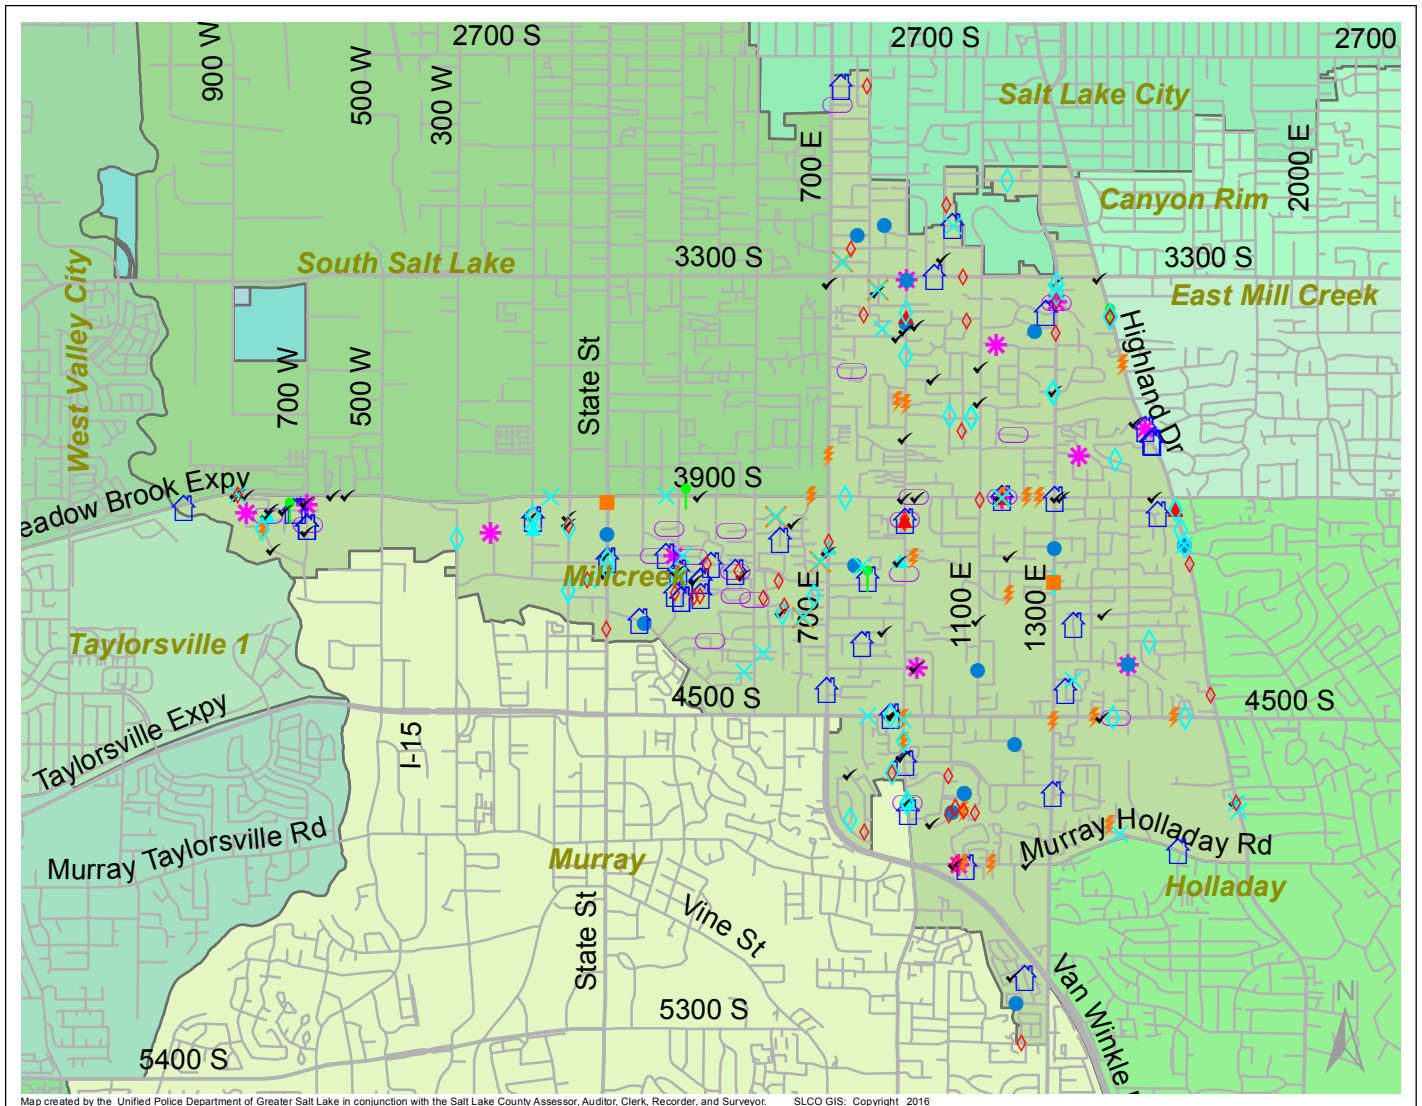 900 W
500 W
300 W
2700 S
2700 S
2700
Salt Lake City
700 E
2000 E
Canyon Rim
3300 S
3300 S
South Salt Lake
East Mill Creek
West Valley City
Highland Dr
State St
700 W
500 W
3900 S
eadow Brook Expy
Millcreek
700 E
1100 E
1300 E
Taylorsville 1
4500 S
4500 S
Taylorsville Expy
I-15
Murray Taylorsville Rd
Murray Holladay Rd
Murray
Holladay
State St
Vine St
Van Winkle
5300 S
5400 S
N
Map created by the Unified Police Department of Greater Salt Lake in conjunction with the Salt Lake County Assessor, Auditor, Clerk, Recorder, and Surveyor. SLCO GIS: Copyright 2016